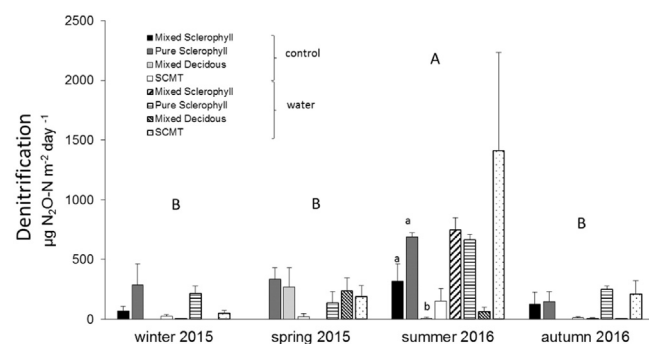 2500
2000
1500
1000
500
0
Denitrification
µg N₂O-N m⁻² day ⁻¹
Mixed Sclerophyll
Pure Sclerophyll
Mixed Decidous
SCMT
control
Mixed Sclerophyll
Pure Sclerophyll
Mixed Decidous
SCMT
water
B
B
A
B
a
a
b
winter 2015
spring 2015
summer 2016
autumn 2016